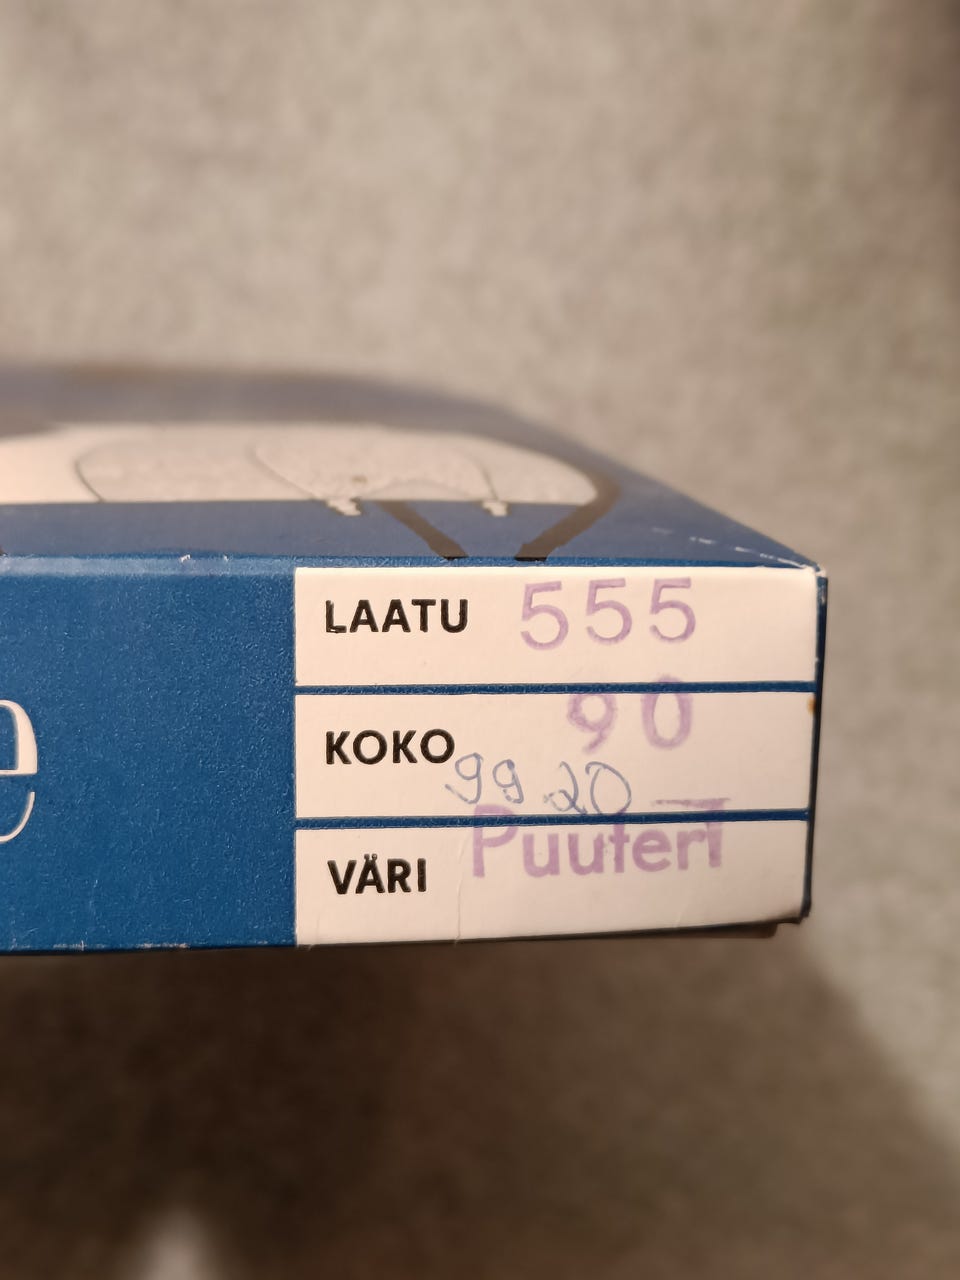 e
LAATU 555
KOKO 90
99 20 —
VÄRI Puuteri